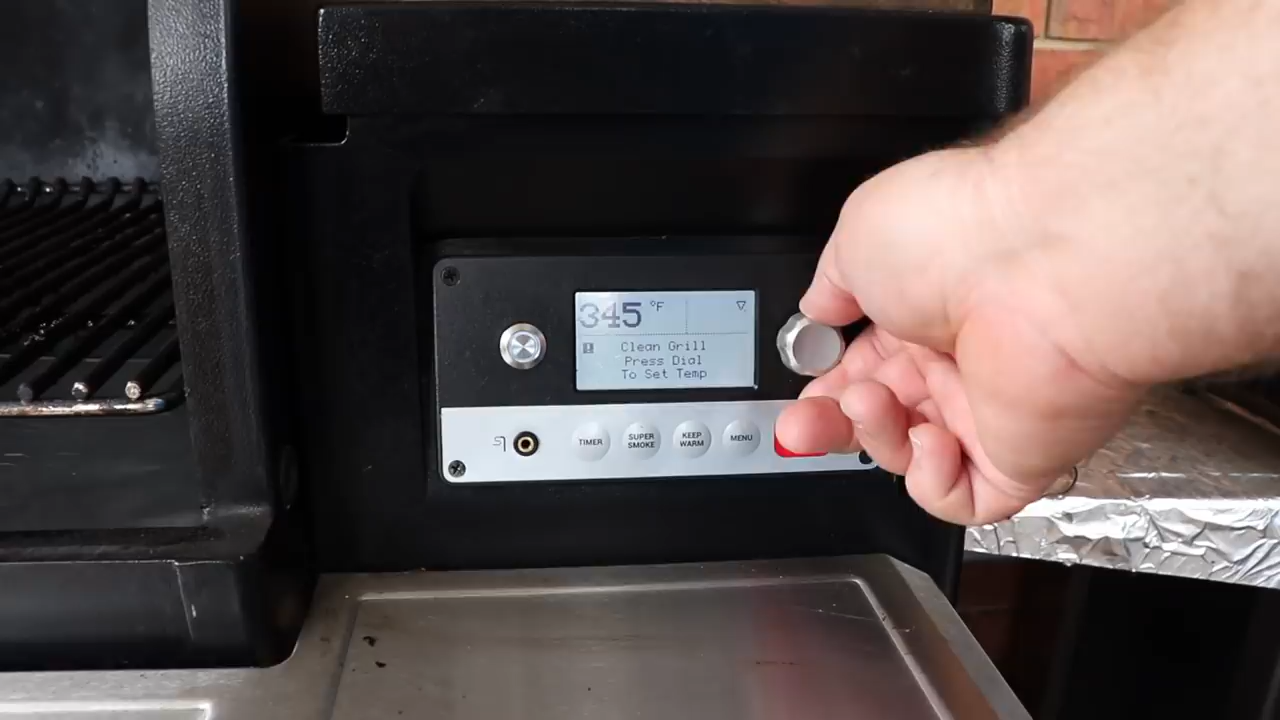 345 °F
Clean Grill
Press Dial
To Set Temp
TIMER
SUPER
SMOKE
KEEP
WARM
MENU